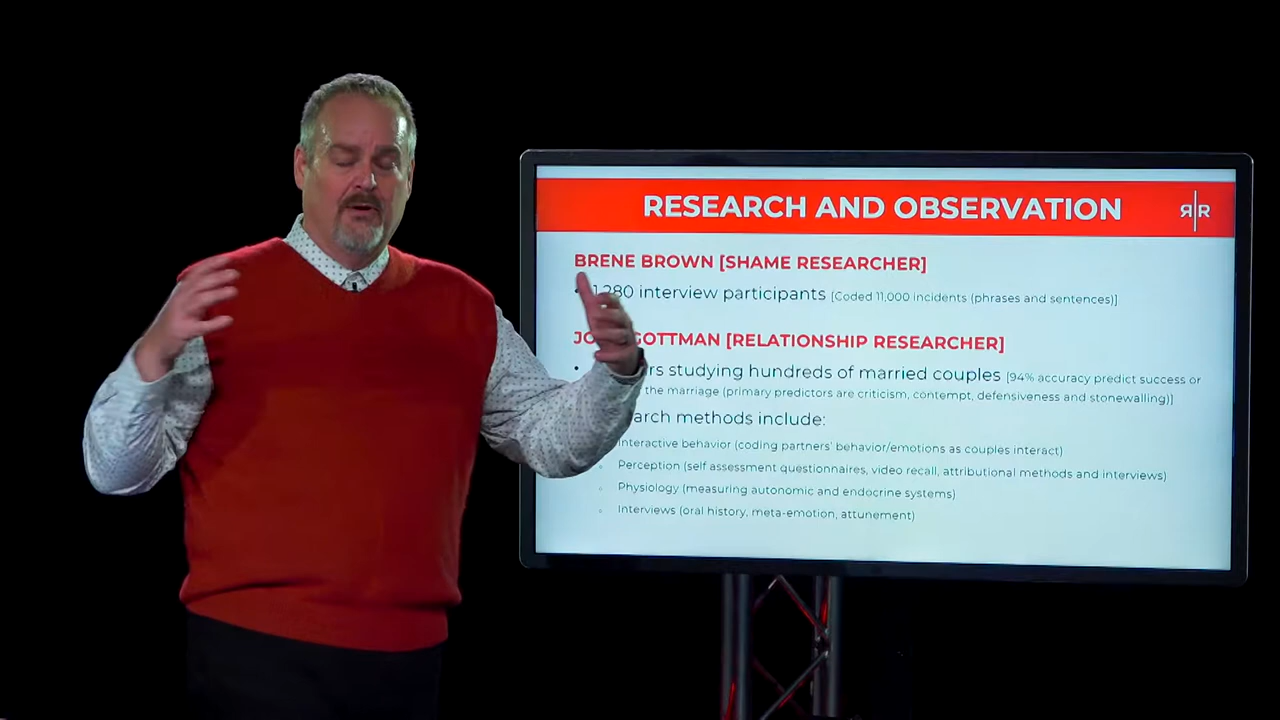 RESEARCH AND OBSERVATION
ЯR
BRENE BROWN [SHAME RESEARCHER]
280 interview participants [Coded 11,000 incidents (phrases and sentences)]
GOTTMAN [RELATIONSHIP RESEARCHER]
studying hundreds of married couples [94% accuracy predict success or
the marriage (primary predictors are criticism, contempt, defensiveness and stonewalling)]
methods include:
Interactive behavior (coding partners' behavior/emotions as couples interact)
Perception (self assessment questionnaires, video recall, attributional methods and interviews)
Physiology (measuring autonomic and endocrine systems)
Interviews (oral history, meta-emotion, attunement)